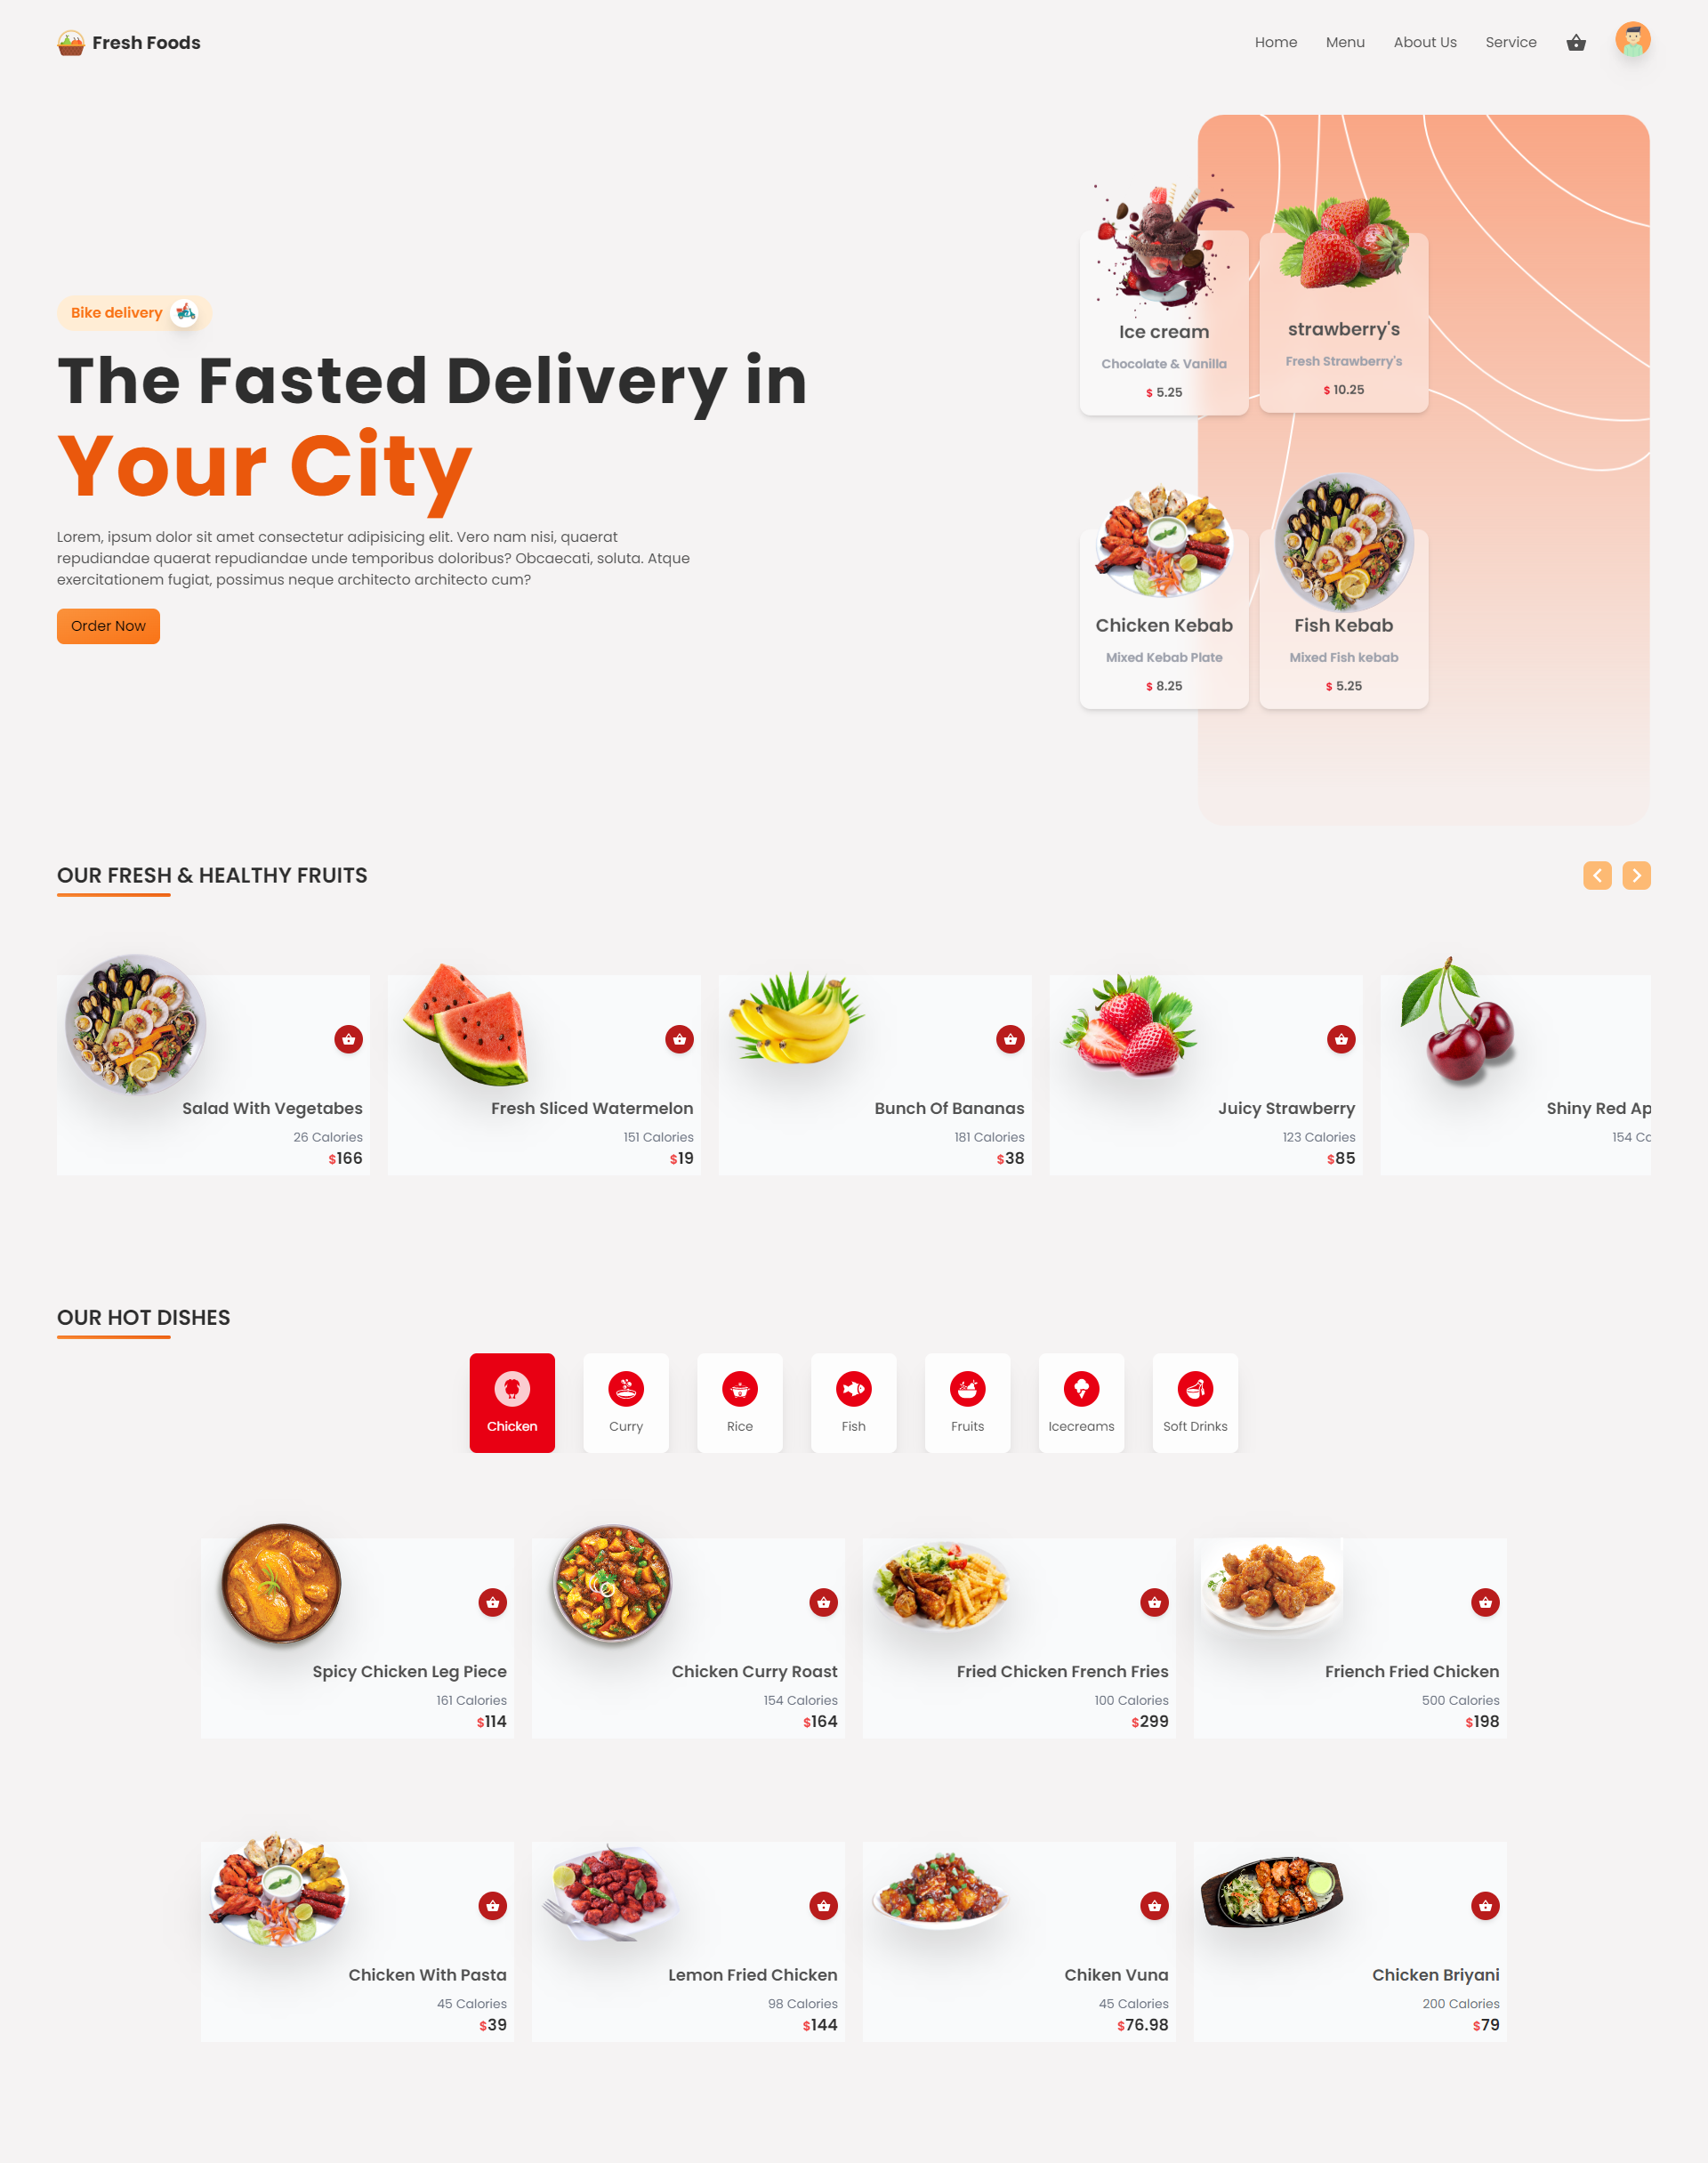 Fresh Foods
Home
Menu
About Us
Service
Bike delivery
The Fasted Delivery in
Your City
Lorem, ipsum dolor sit amet consectetur adipisicing elit. Vero nam nisi, quaerat
repudiandae quaerat repudiandae unde temporibus doloribus? Obcaecati, soluta. Atque
exercitationem fugiat, possimus neque architecto architecto cum?
Order Now
Ice cream
Chocolate & Vanilla
$ 5.25
strawberry's
Fresh Strawberry's
$ 10.25
Chicken Kebab
Mixed Kebab Plate
$ 8.25
Fish Kebab
Mixed Fish kebab
$ 5.25
OUR FRESH & HEALTHY FRUITS
Salad With Vegetabes
26 Calories
$166
Fresh Sliced Watermelon
151 Calories
$19
Bunch Of Bananas
181 Calories
$38
Juicy Strawberry
123 Calories
$85
Shiny Red Ap
154 Ca
OUR HOT DISHES
Chicken
Curry
Rice
Fish
Fruits
Icecreams
Soft Drinks
Spicy Chicken Leg Piece
161 Calories
$114
Chicken Curry Roast
154 Calories
$164
Fried Chicken French Fries
100 Calories
$299
Friench Fried Chicken
500 Calories
$198
Chicken With Pasta
45 Calories
$39
Lemon Fried Chicken
98 Calories
$144
Chiken Vuna
45 Calories
$76.98
Chicken Briyani
200 Calories
$79